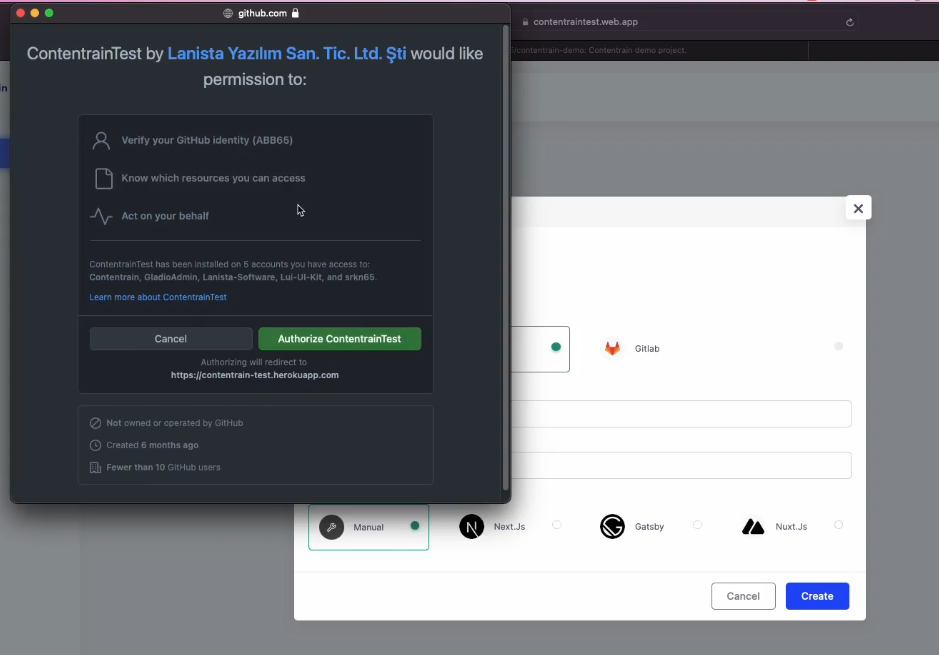 github.com
contentraintest.web.app
/contentrain-demo: Contentrain demo project.
in
ContentrainTest by Lanista Yazılım San. Tic. Ltd. Şti would like
permission to:
Verify your GitHub identity (ABB65)
Know which resources you can access
Act on your behalf
ContentrainTest has been installed on 5 accounts you have access to:
Contentrain, GladioAdmin, Lanista-Software, Lui-UI-Kit, and srkn65.
Learn more about ContentrainTest
Cancel
Authorize ContentrainTest
Authorizing will redirect to
https://contentrain-test.herokuapp.com
Not owned or operated by GitHub
Created 6 months ago
Fewer than 10 GitHub users
Gitlab
Manual
Next.Js
Gatsby
Nuxt.Js
Cancel
Create